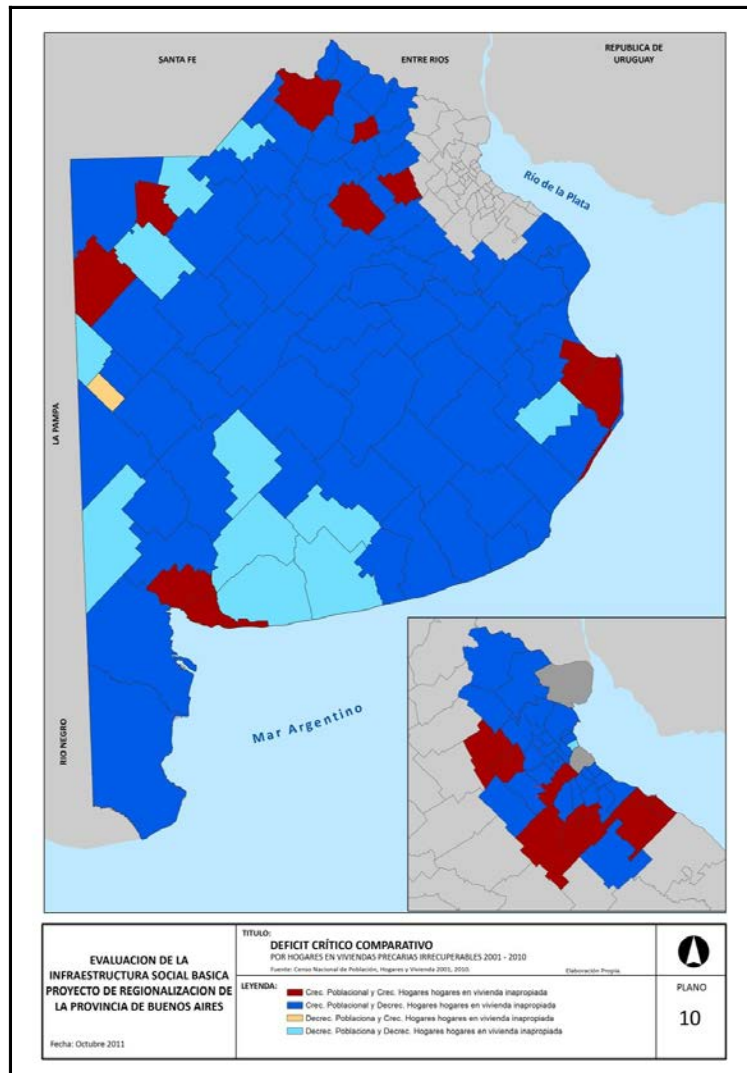 SANTA FE
ENTRE RIOS
REPUBLICA DE
URUGUAY
Río de la Plata
LA PAMPA
RIO NEGRO
Mar Argentino
EVALUACION DE LA
INFRAESTRUCTURA SOCIAL BASICA
PROYECTO DE REGIONALIZACION DE
LA PROVINCIA DE BUENOS AIRES
Fecha: Octubre 2011
TITULO:
DEFICIT CRÍTICO COMPARATIVO
POR HOGARES EN VIVIENDAS PRECARIAS IRRECUPERABLES 2001 - 2010
Fuente: Censo Nacional de Población, Hogares y Vivienda 2001, 2010.
Elaboración Propia.
LEYENDA:
Crec. Poblacional y Crec. Hogares hogares en vivienda inapropiada
Crec. Poblacional y Decrec. Hogares hogares en vivienda inapropiada
Decrec. Poblaciona y Crec. Hogares hogares en vivienda inapropiada
Decrec. Poblaciona y Decrec. Hogares hogares en vivienda inapropiada
PLANO
10